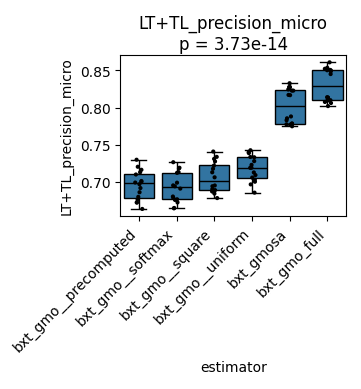 LT+TL_precision_micro
p = 3.73e-14
LT+TL_precision_micro
0.85
0.80
0.75
0.70
bxt_gmo__precomputed
bxt_gmo__softmax
bxt_gmo__square
bxt_gmo__uniform
bxt_gmosa
bxt_gmo_full
estimator